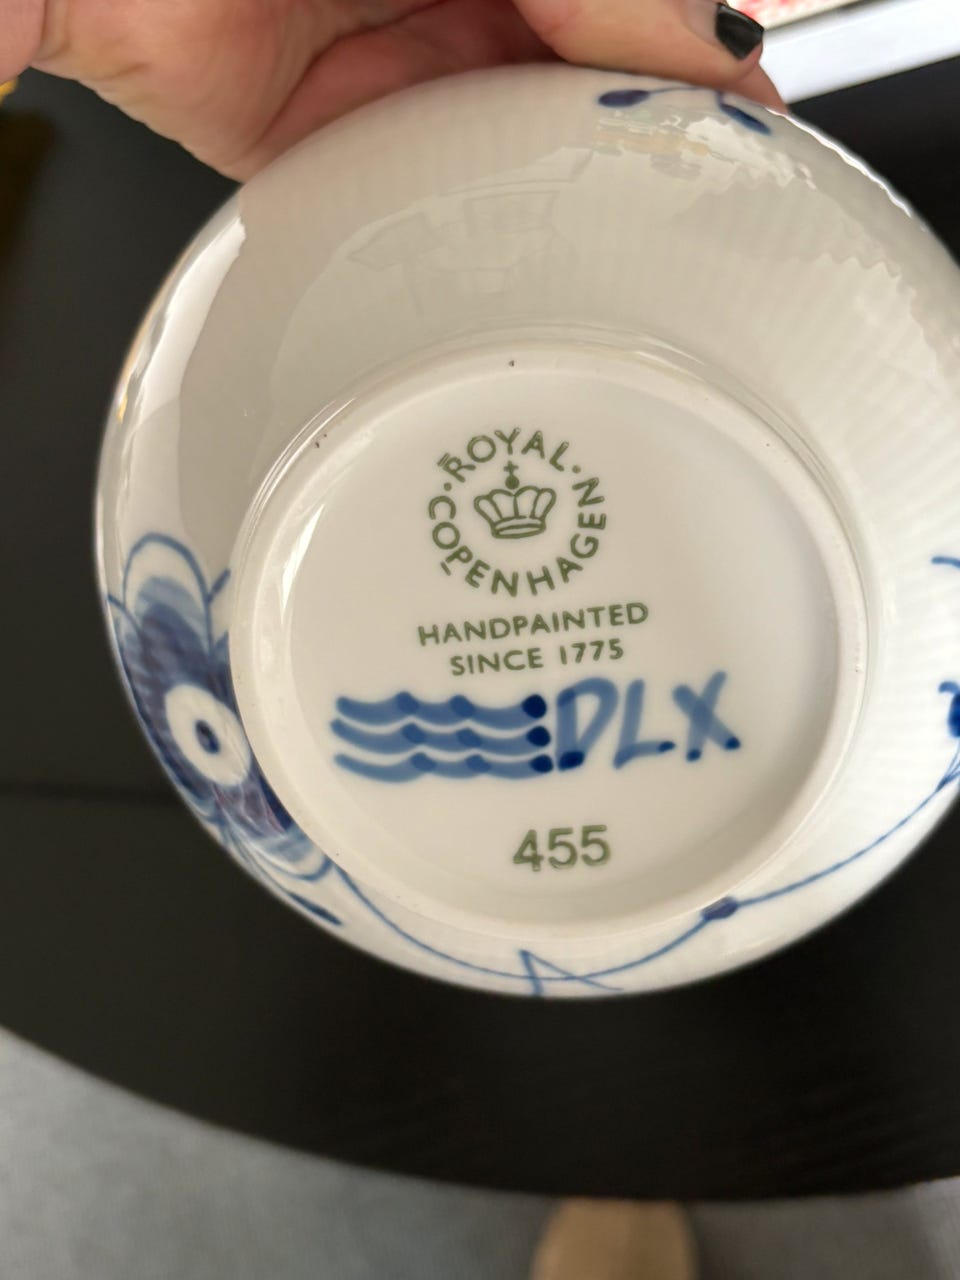 ROYAL · COPENHAGEN ·
HANDPAINTED
SINCE 1775
DLX
455